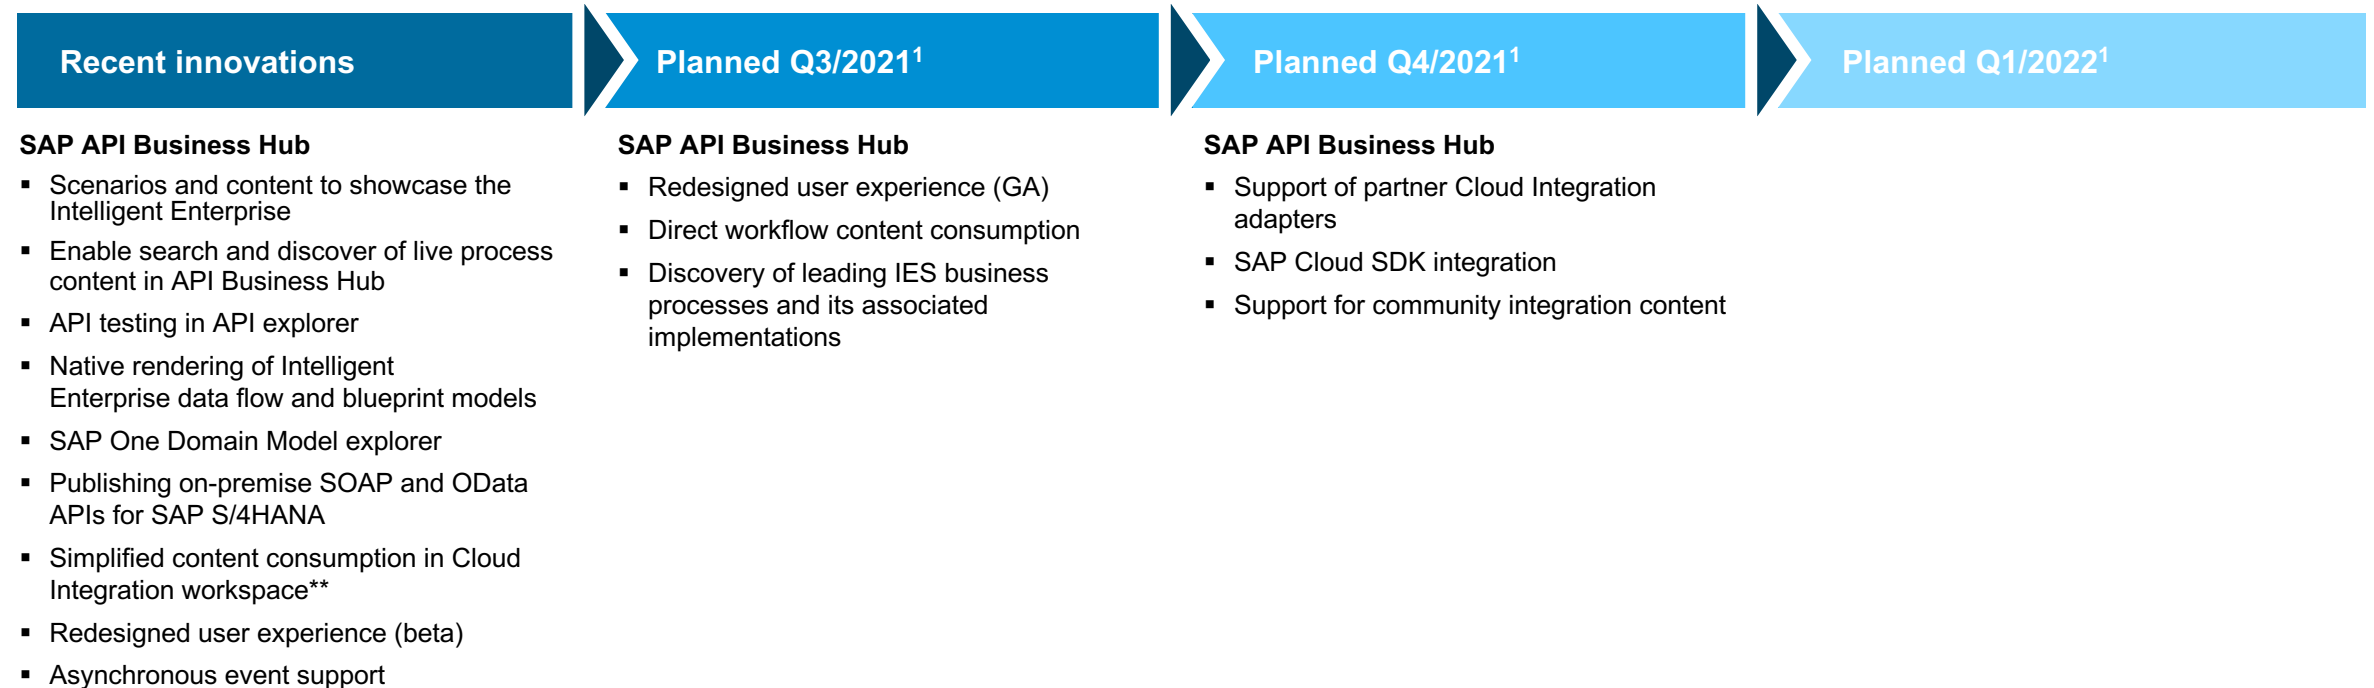 Recent innovations
Planned Q3/2021¹
Planned Q4/2021¹
Planned Q1/2022¹
SAP API Business Hub
▪ Scenarios and content to showcase the
Intelligent Enterprise
▪ Enable search and discover of live process
content in API Business Hub
▪ API testing in API explorer
▪ Native rendering of Intelligent
Enterprise data flow and blueprint models
▪ SAP One Domain Model explorer
▪ Publishing on-premise SOAP and OData
APIs for SAP S/4HANA
▪ Simplified content consumption in Cloud
Integration workspace**
▪ Redesigned user experience (beta)
▪ Asynchronous event support
SAP API Business Hub
▪ Redesigned user experience (GA)
▪ Direct workflow content consumption
▪ Discovery of leading IES business
processes and its associated
implementations
SAP API Business Hub
▪ Support of partner Cloud Integration
adapters
▪ SAP Cloud SDK integration
▪ Support for community integration content